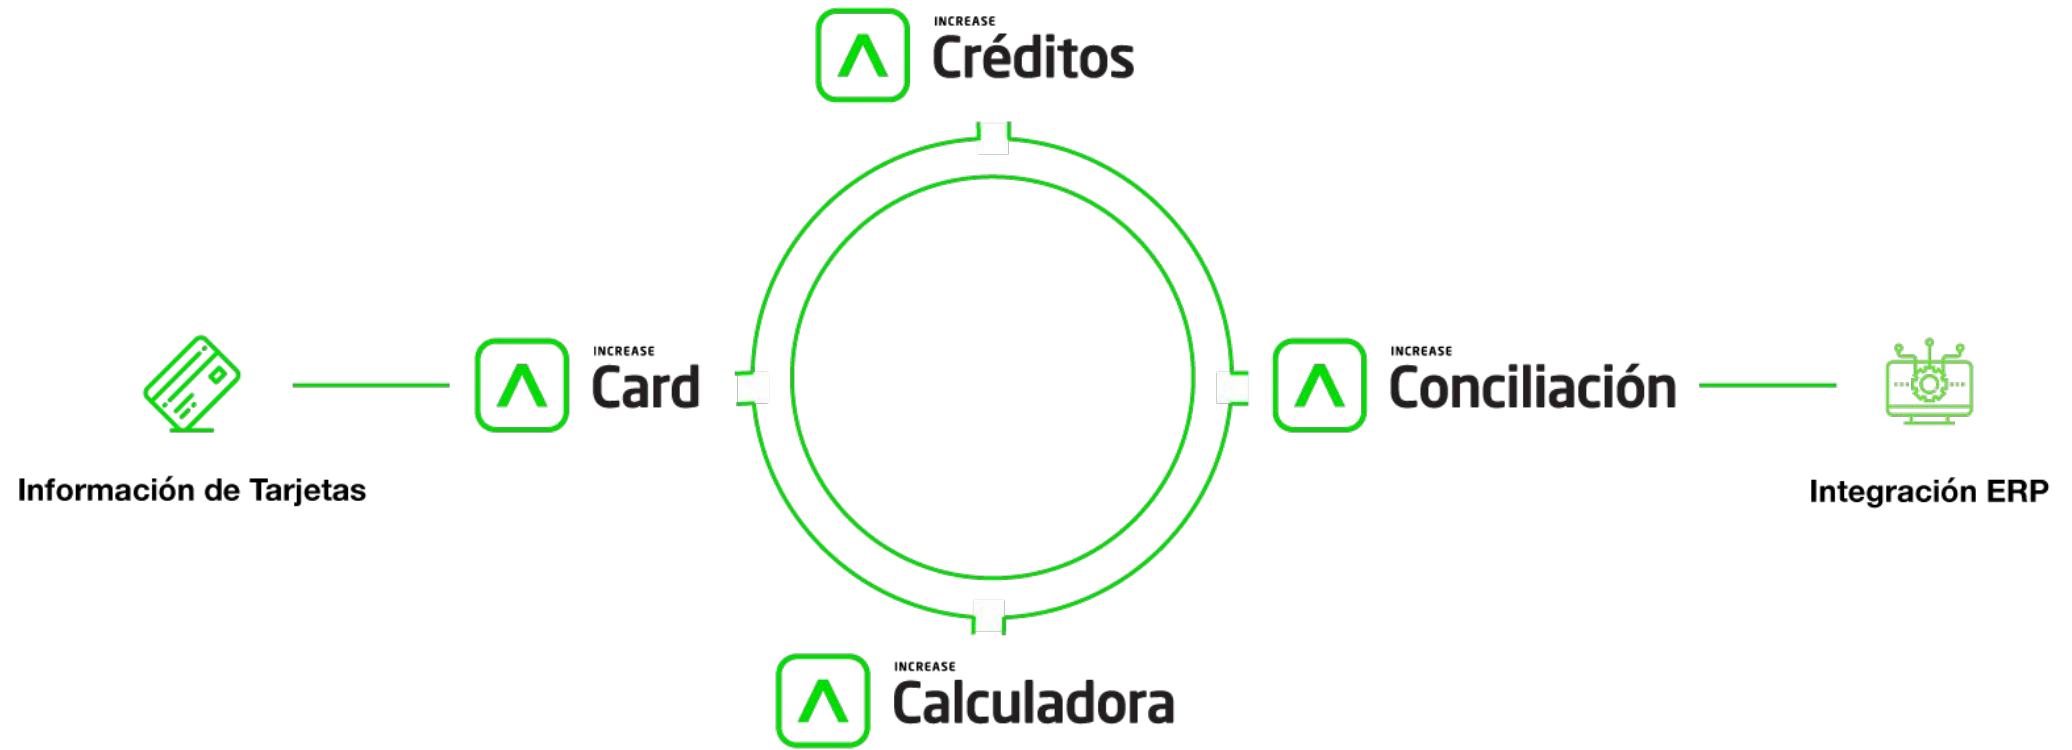 INCREASE
Créditos
INCREASE
Card
INCREASE
Conciliación
Información de Tarjetas
Integración ERP
INCREASE
Calculadora